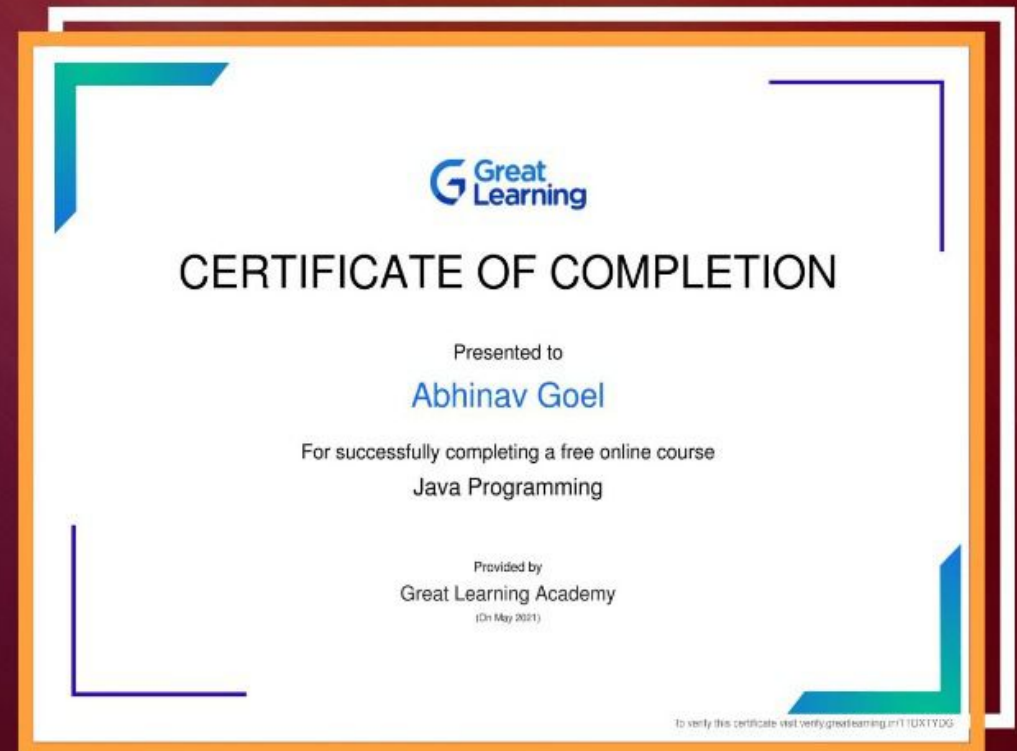 Great
Learning
CERTIFICATE OF COMPLETION
Presented to
Abhinav Goel
For successfully completing a free online course
Java Programming
Provided by
Great Learning Academy
(On May 2021)
To verify this certificate visit